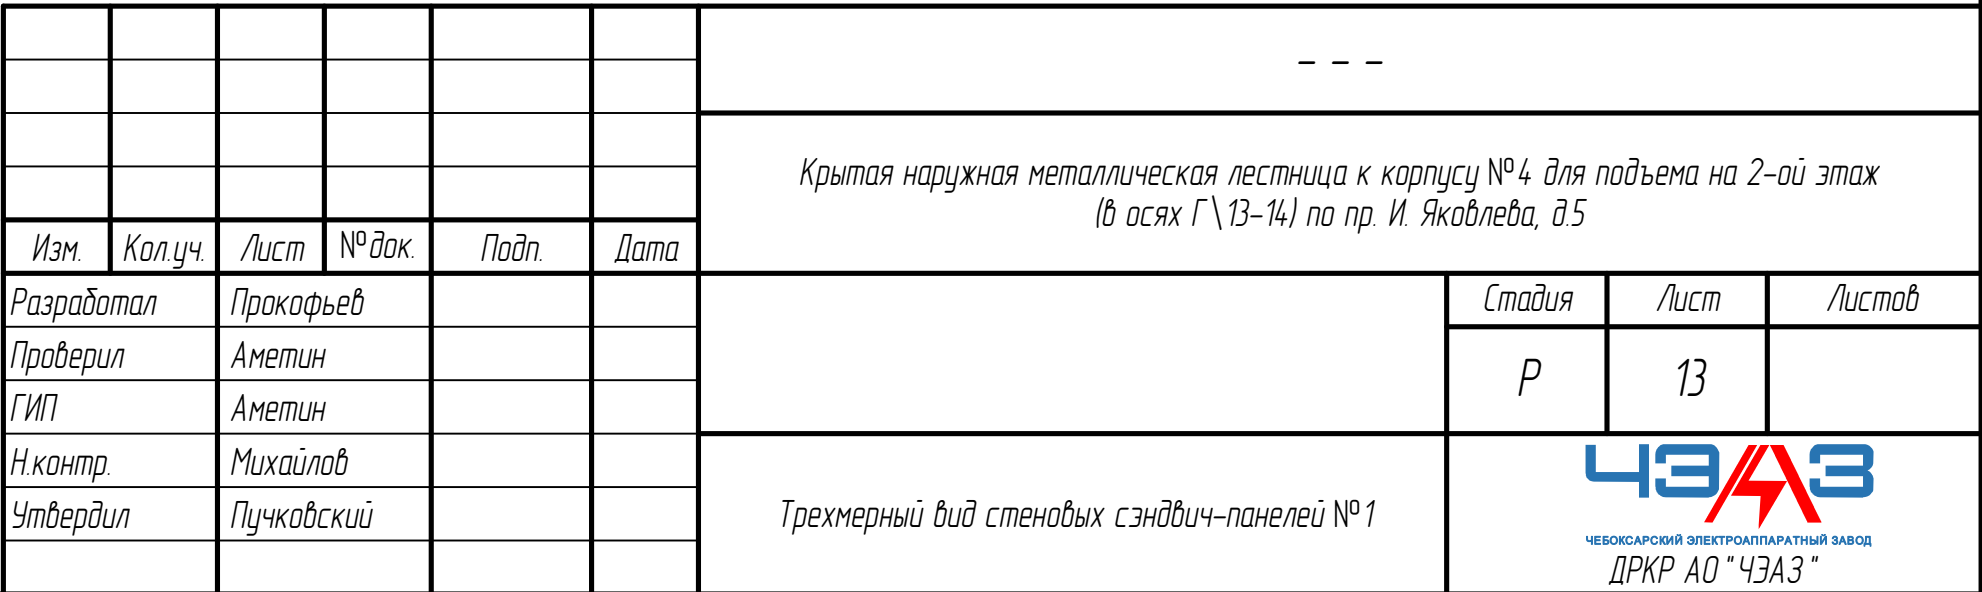 – – –
Крытая наружная металлическая лестница к корпусу №4 для подъема на 2-ой этаж
(в осях Г\13-14) по пр. И. Яковлева, д.5
Изм. Кол.уч. Лист №док. Подп. Дата
Разработал Прокофьев
Проверил Аметин
ГИП Аметин
Н.контр. Михайлов
Утвердил Пучковский
Стадия Лист Листов
Р 13
Трехмерный вид стеновых сэндвич-панелей №1
ЧЭАЗ
ЧЕБОКСАРСКИЙ ЭЛЕКТРОАППАРАТНЫЙ ЗАВОД
ДРКР АО "ЧЭАЗ"